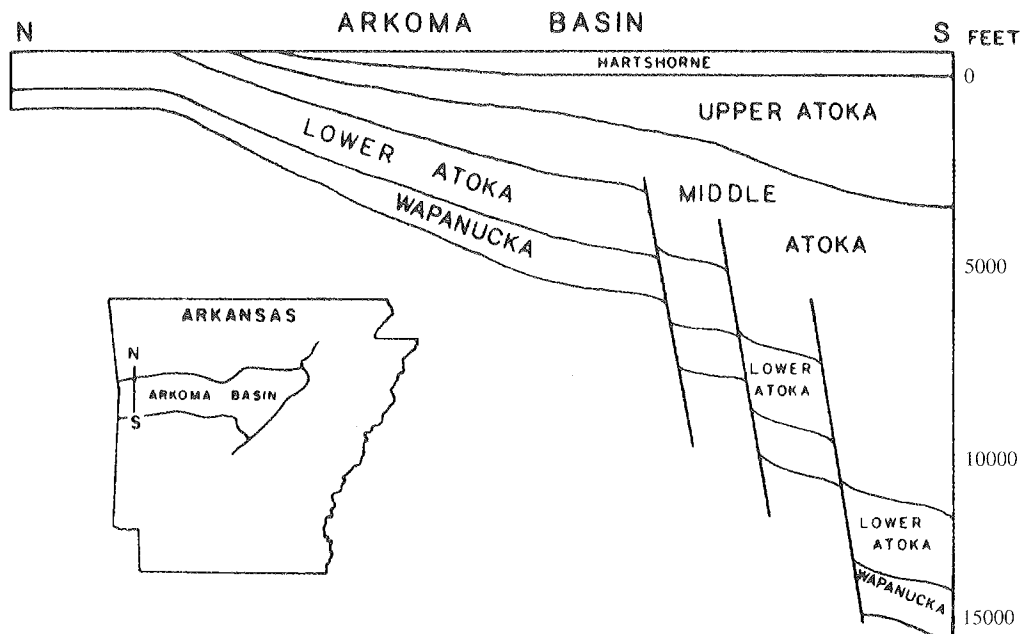 ARKOMA BASIN
N
S
FEET
HARTSHORNE
0
UPPER ATOKA
LOWER ATOKA
MIDDLE
ATOKA
WAPANUCKA
5000
ARKANSAS
N
ARKOMA BASIN
S
LOWER
ATOKA
10000
LOWER
ATOKA
WAPANUCKA
15000